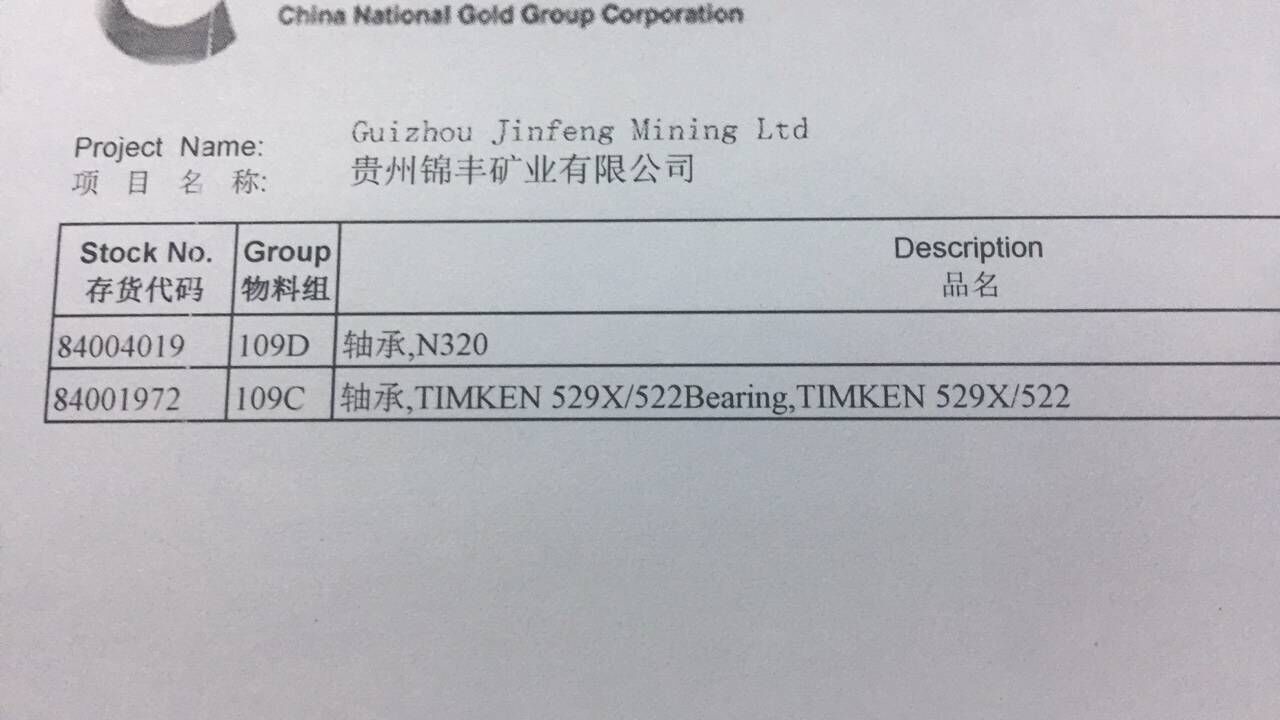 China National Gold Group Corporation
Project Name: Guizhou Jinfeng Mining Ltd
项目名称: 贵州锦丰矿业有限公司
Stock No. Group Description
存货代码 物料组 品名
84004019 109D 轴承,N320
84001972 109C 轴承,TIMKEN 529X/522Bearing,TIMKEN 529X/522